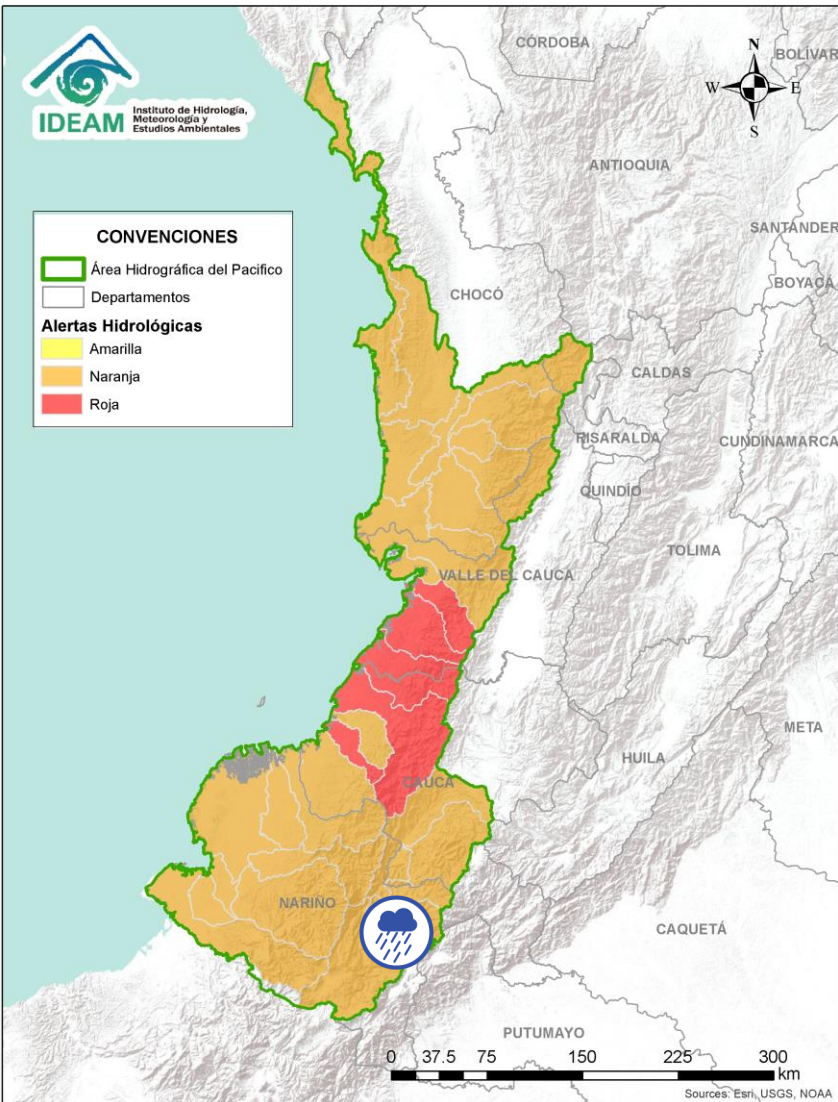 IDEAM
Instituto de Hidrología,
Meteorología y
Estudios Ambientales
CÓRDOBA
BOLIVAR
N
W
E
S
ANTIOQUIA
SANTANDER
CONVENCIONES
Área Hidrográfica del Pacifico
Departamentos
Alertas Hidrológicas
Amarilla
Naranja
Roja
BOYACÁ
CHOCÓ
CALDAS
RISARALDA
CUNDINAMARCA
QUINDÍO
TOLIMA
VALLE DEL CAUCA
META
HUILA
CAUCA
NARIÑO
CAQUETÁ
PUTUMAYO
0 37.5 75 150 225 300
km
Sources: Esri, USGS, NOAA